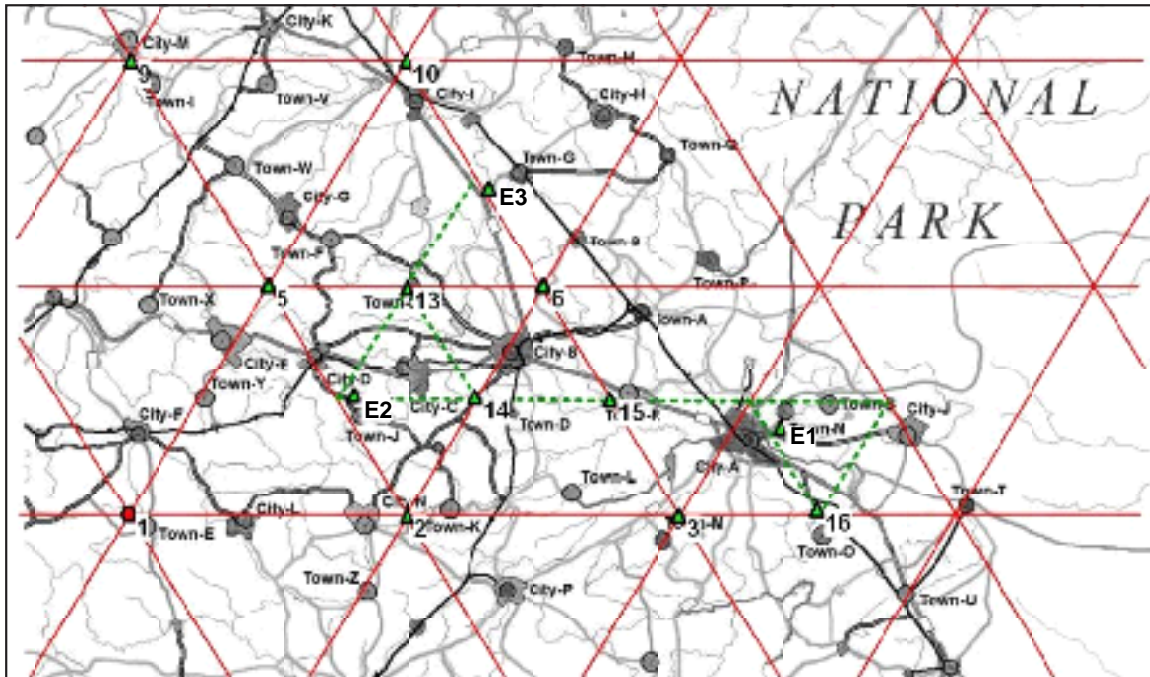 City-K
City-M
9
10
Town-H
Town-I
Town-V
City-I
City-H
NATIONAL
Town-W
Town-G
Town-Q
City-G
E3
PARK
Town-F
Town-P
5
Town-X
13
6
Town-A
City-B
Town-Y
City-D
E2
City-C
14
15
Town-J
Town-D
City-F
Town-N
E1
City-J
City-A
Town-L
Town-T
1
Town-E
City-L
City-N
2
Town-K
3
16
Town-O
Town-Z
City-P
Town-U